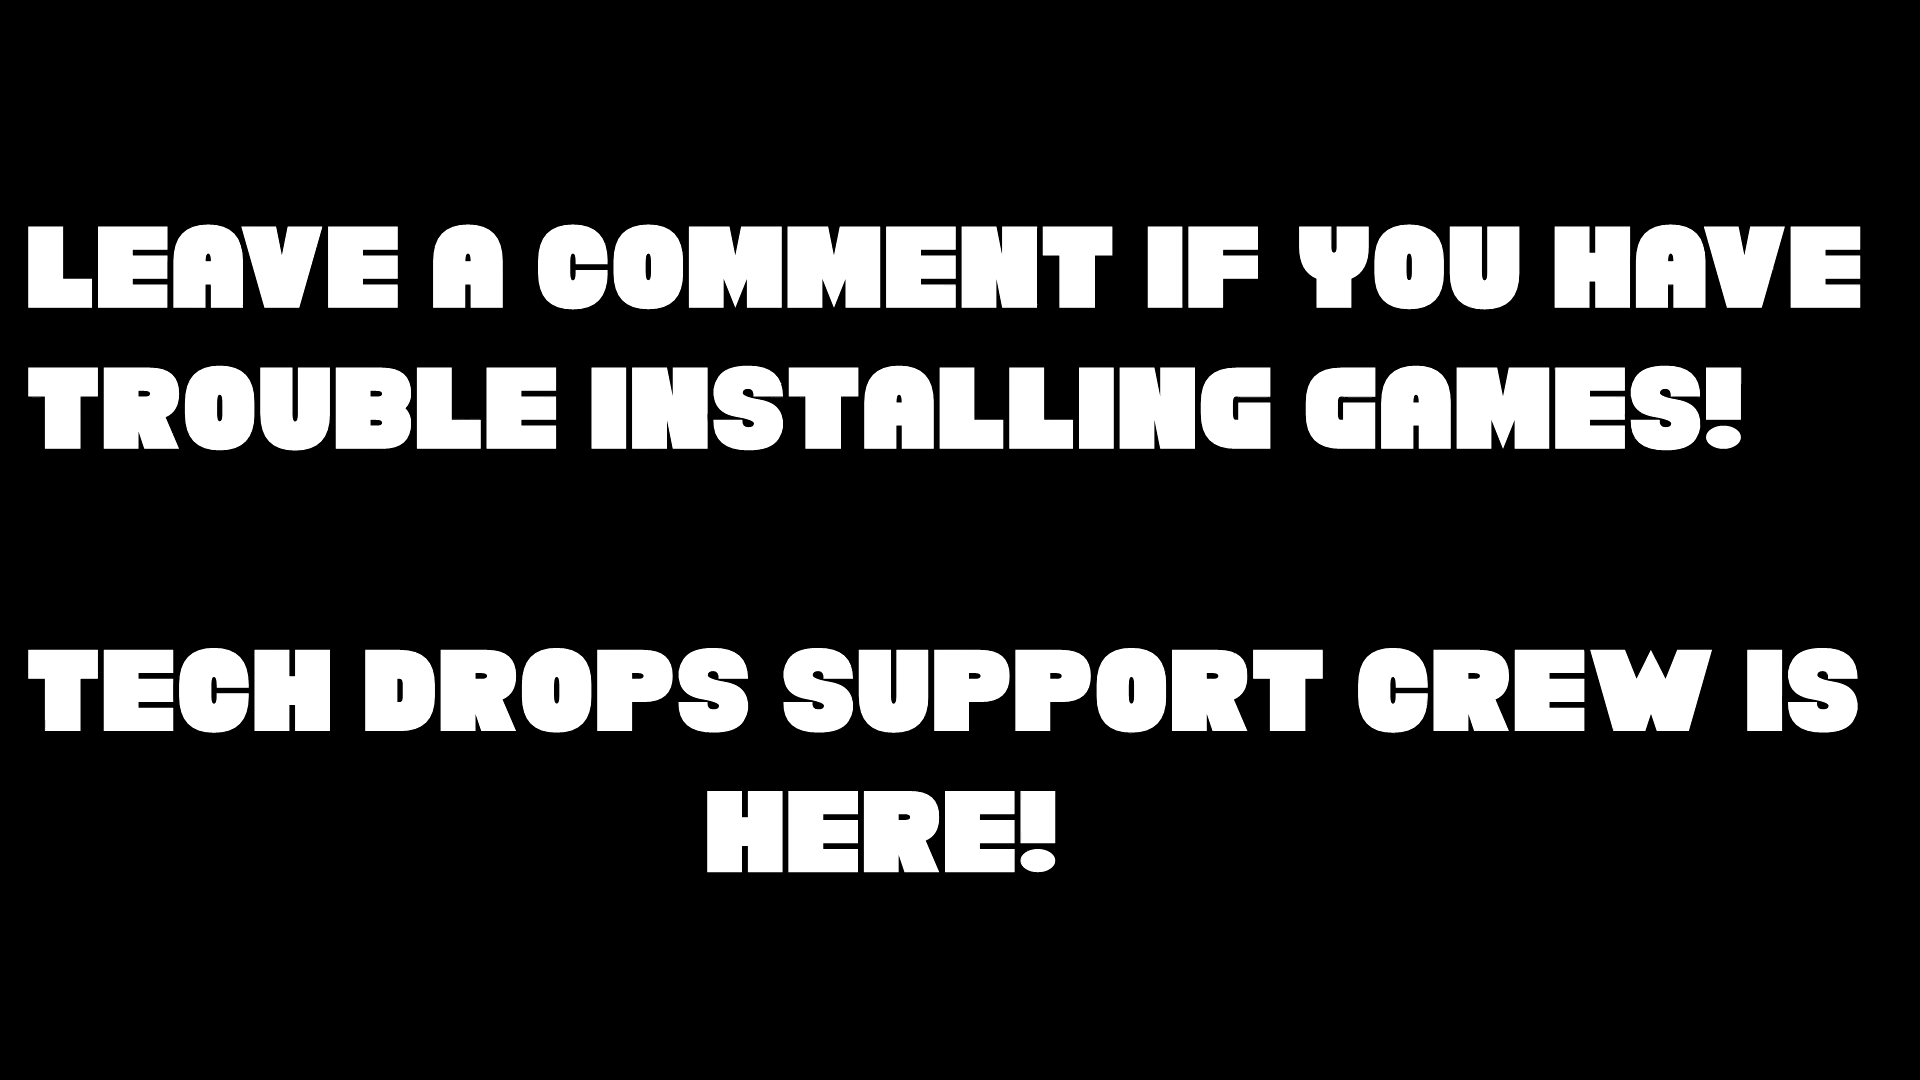 LEAVE A COMMENT IF YOU HAVE
TROUBLE INSTALLING GAMES!
TECH DROPS SUPPORT CREW IS
HERE!